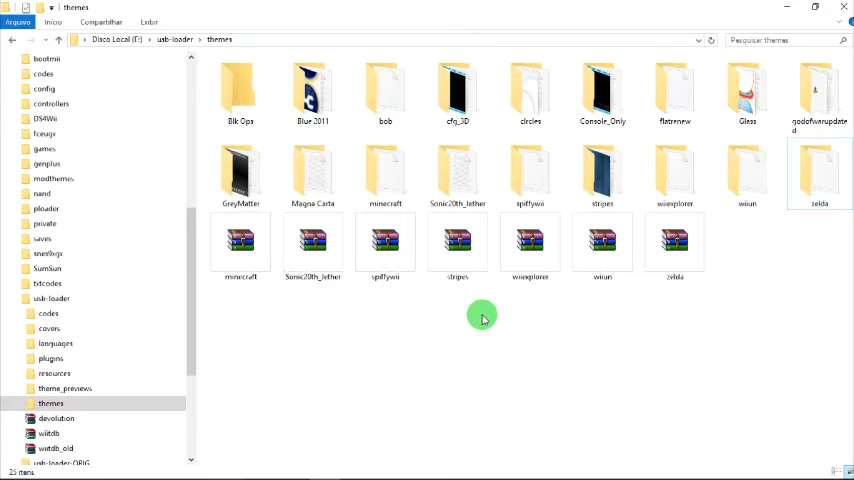 themes
Arquivo Início Compartilhar Exibir
Disco Local (E:) usb-loader themes
Pesquisar themes
bootmii
codes
config
controllers
DS4Wii
fceugx
games
genplus
modthemes
nand
ploader
private
saves
snes9xgx
SumSun
txtcodes
usb-loader
codes
covers
languages
plugins
resources
theme_previews
themes
devolution
wiitdb
wiitdb_old
usb-loader-ORIG
Blk Ops Blue 2011 bob cfg_3D circles Console_Only flatrenew Glass godofwarupdate
d
GreyMatter Magna Carta minecraft Sonic20th_Jether spiffywii stripes wiiexplorer wiiun zelda
minecraft Sonic20th_Jether spiffywii stripes wiiexplorer wiiun zelda
25 itens